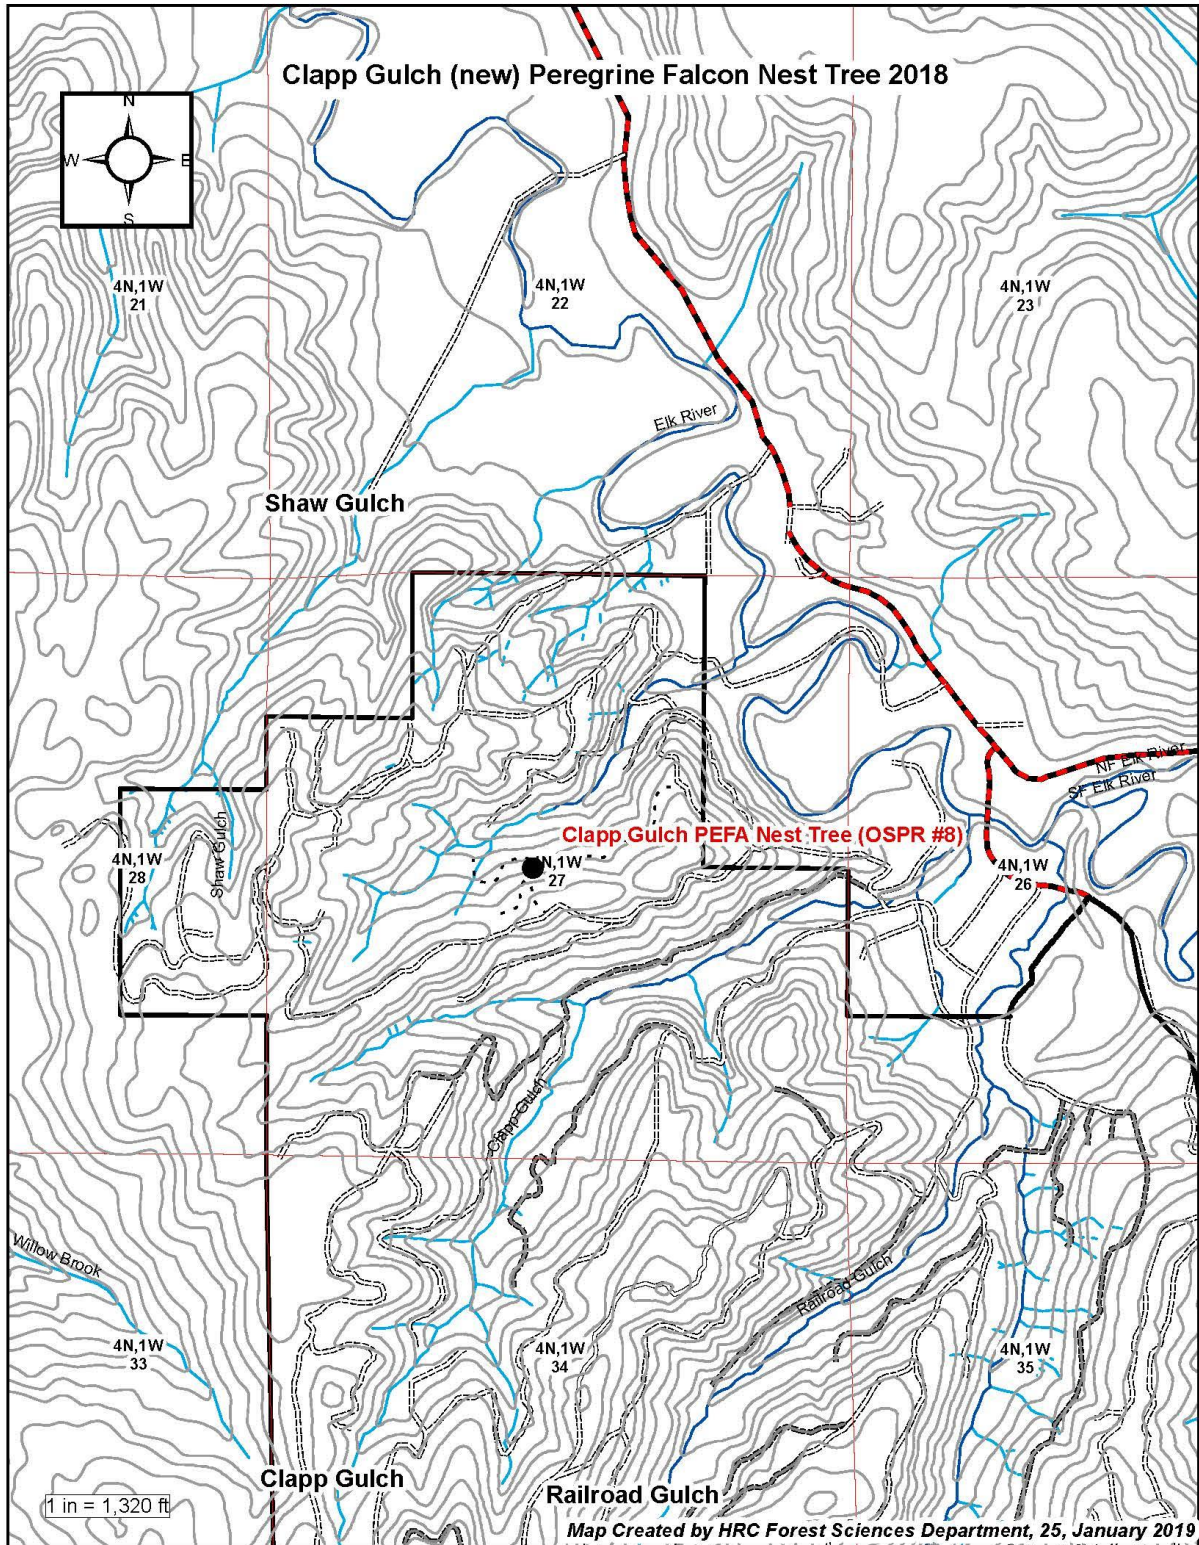 Clapp Gulch (new) Peregrine Falcon Nest Tree 2018
N
W
E
S
4N,1W
21
4N,1W
22
4N,1W
23
Elk River
Shaw Gulch
NF Elk River
SF Elk River
Clapp Gulch PEFA Nest Tree (OSPR #8)
4N,1W
28
Shaw Gulch
N,1W
27
4N,1W
26
Clapp Gulch
Willow Brook
Railroad Gulch
4N,1W
33
4N,1W
34
4N,1W
35
Clapp Gulch
Railroad Gulch
1 in = 1,320 ft
Map Created by HRC Forest Sciences Department, 25, January 2019